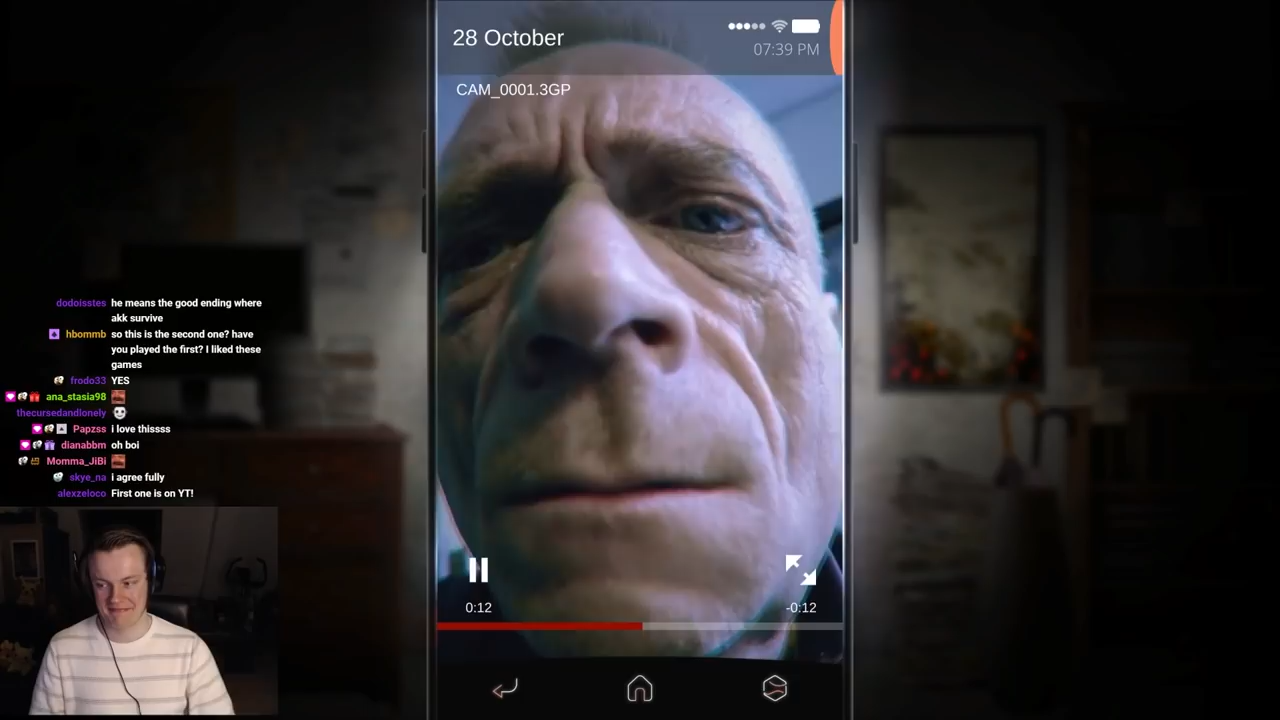 28 October
07:39 PM
CAM_0001.3GP
dodoisstes he means the good ending where
akk survive
hbommb so this is the second one? have
you played the first? I liked these
games
frodo33 YES
ana_stasia98
thecursedandlonely
Papzss i love thissss
dianabbm oh boi
Momma_JiBi
skye_na i agree fully
alexzeloco First one is on YT!
0:12
-0:12